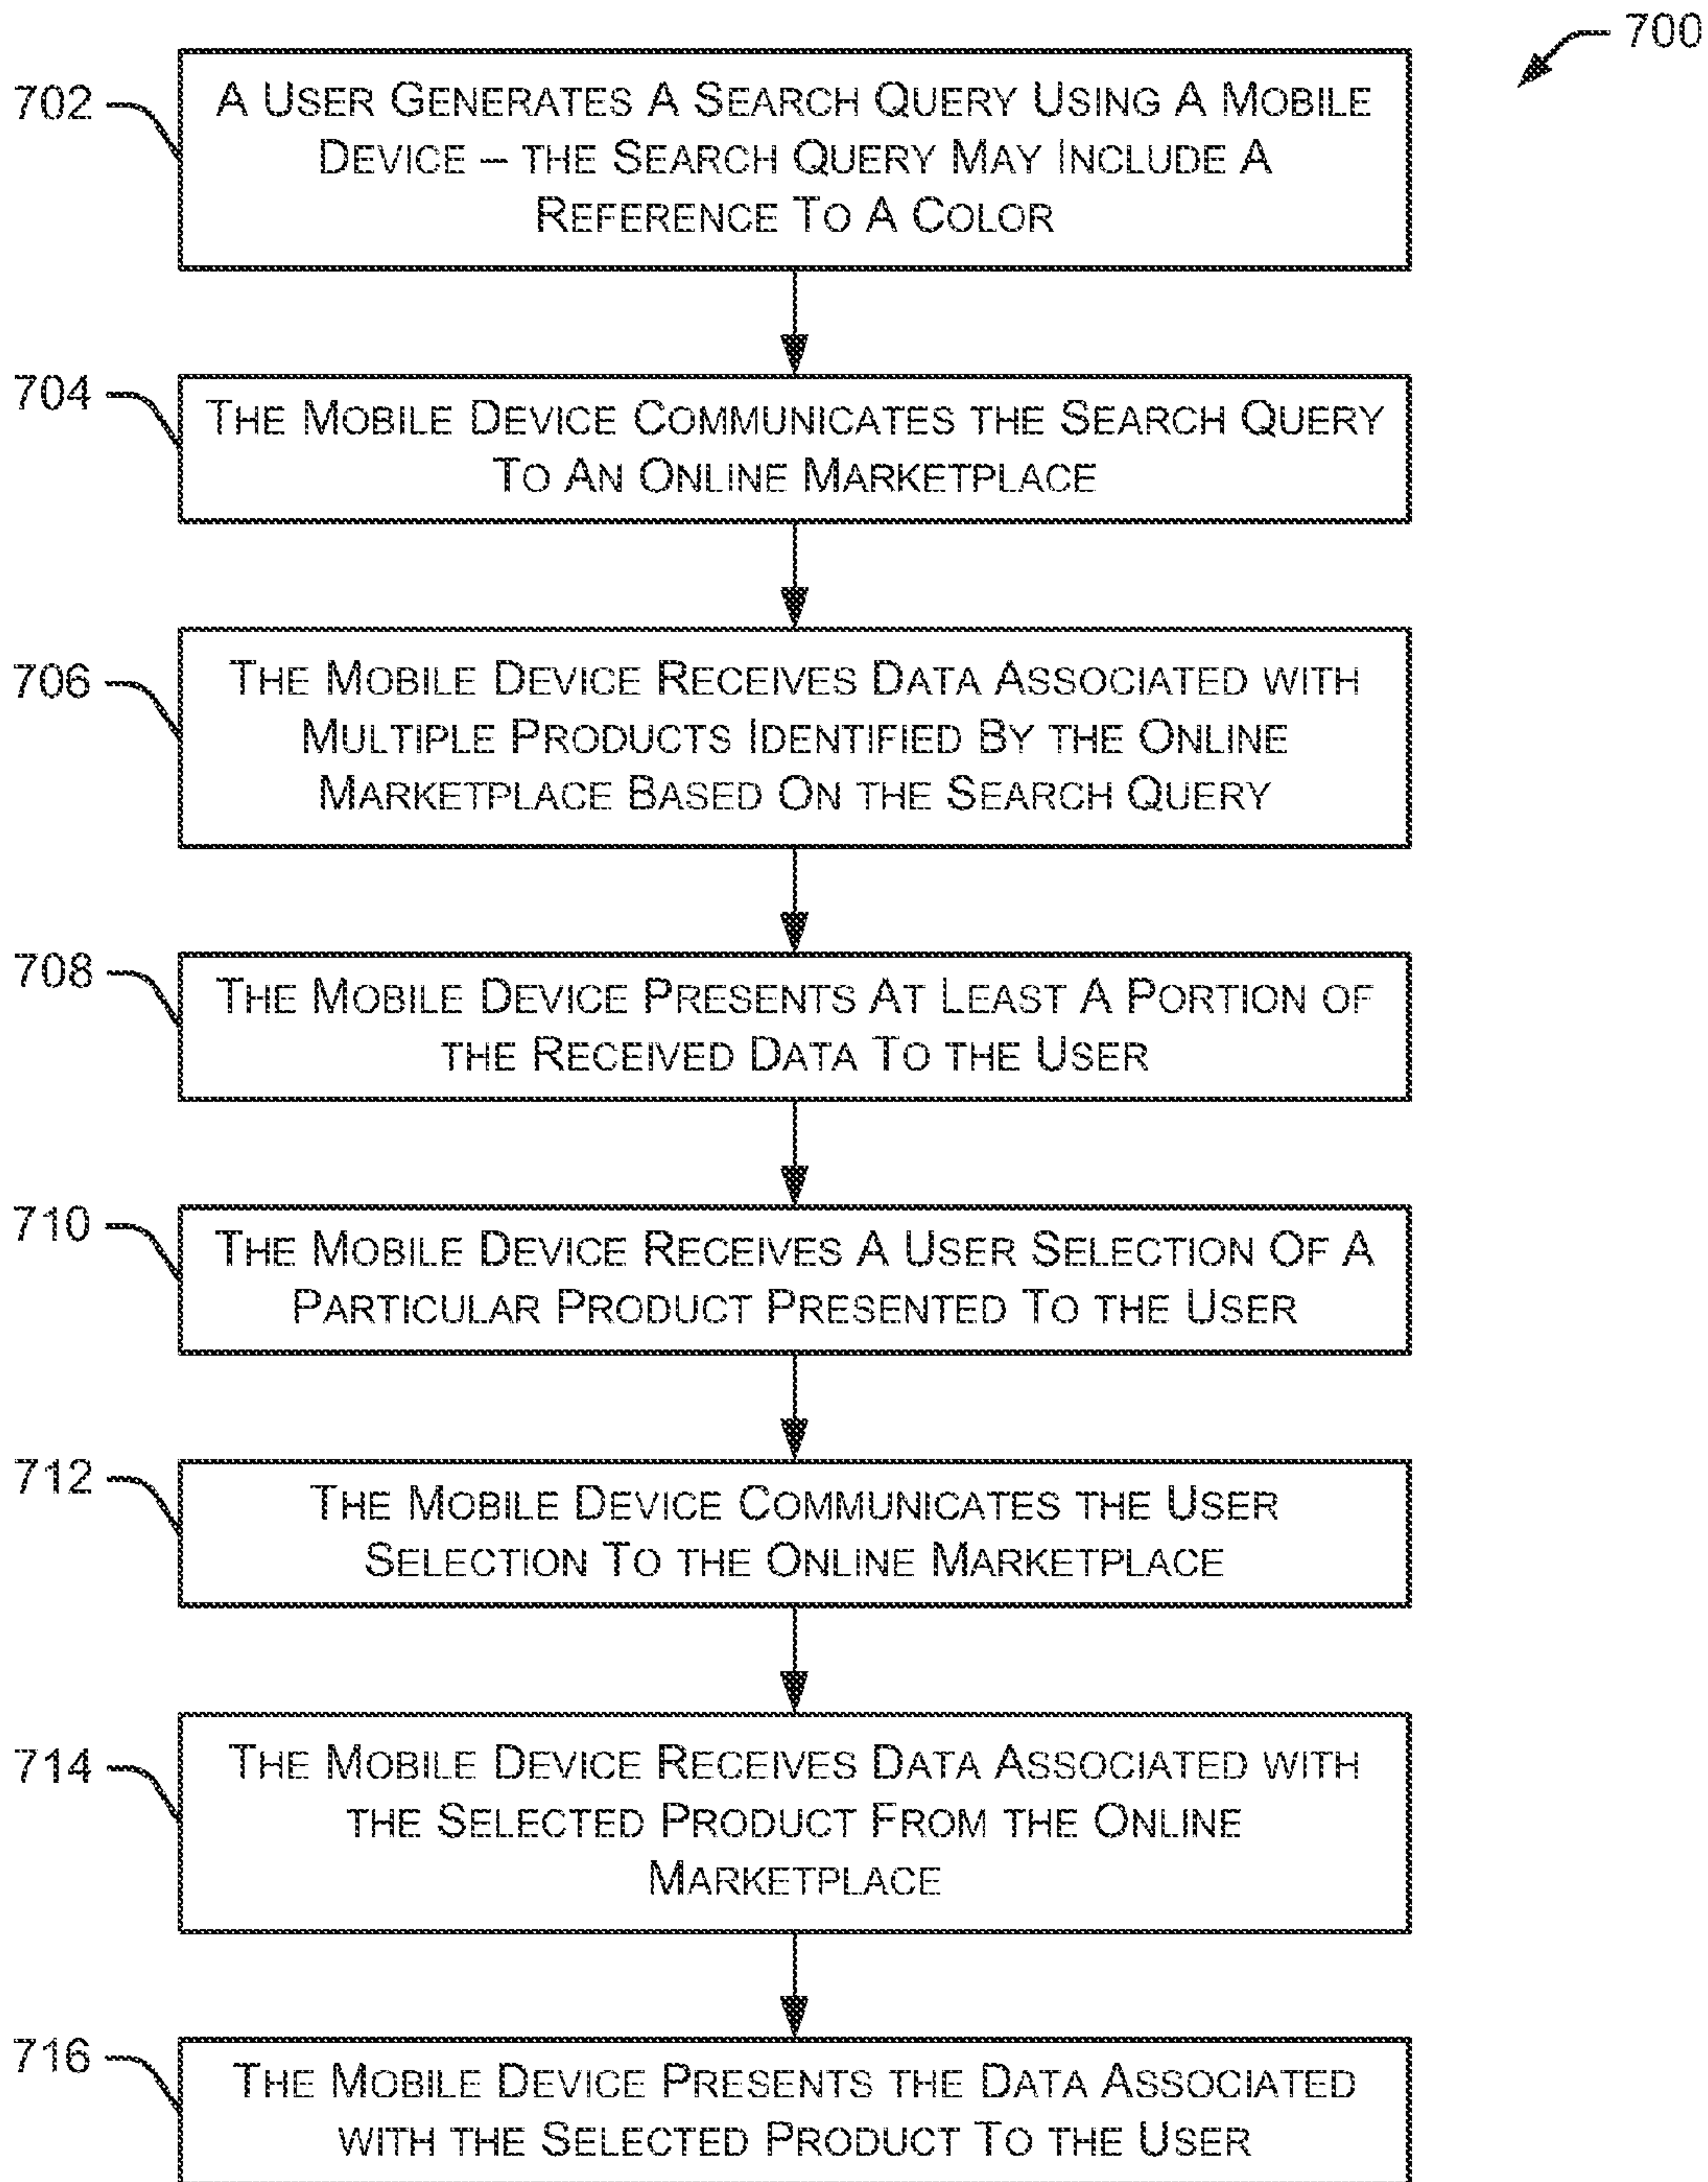 700
702
A USER GENERATES A SEARCH QUERY USING A MOBILE
DEVICE – THE SEARCH QUERY MAY INCLUDE A
REFERENCE TO A COLOR
704
THE MOBILE DEVICE COMMUNICATES THE SEARCH QUERY
TO AN ONLINE MARKETPLACE
706
THE MOBILE DEVICE RECEIVES DATA ASSOCIATED WITH
MULTIPLE PRODUCTS IDENTIFIED BY THE ONLINE
MARKETPLACE BASED ON THE SEARCH QUERY
708
THE MOBILE DEVICE PRESENTS AT LEAST A PORTION OF
THE RECEIVED DATA TO THE USER
710
THE MOBILE DEVICE RECEIVES A USER SELECTION OF A
PARTICULAR PRODUCT PRESENTED TO THE USER
712
THE MOBILE DEVICE COMMUNICATES THE USER
SELECTION TO THE ONLINE MARKETPLACE
714
THE MOBILE DEVICE RECEIVES DATA ASSOCIATED WITH
THE SELECTED PRODUCT FROM THE ONLINE
MARKETPLACE
716
THE MOBILE DEVICE PRESENTS THE DATA ASSOCIATED
WITH THE SELECTED PRODUCT TO THE USER